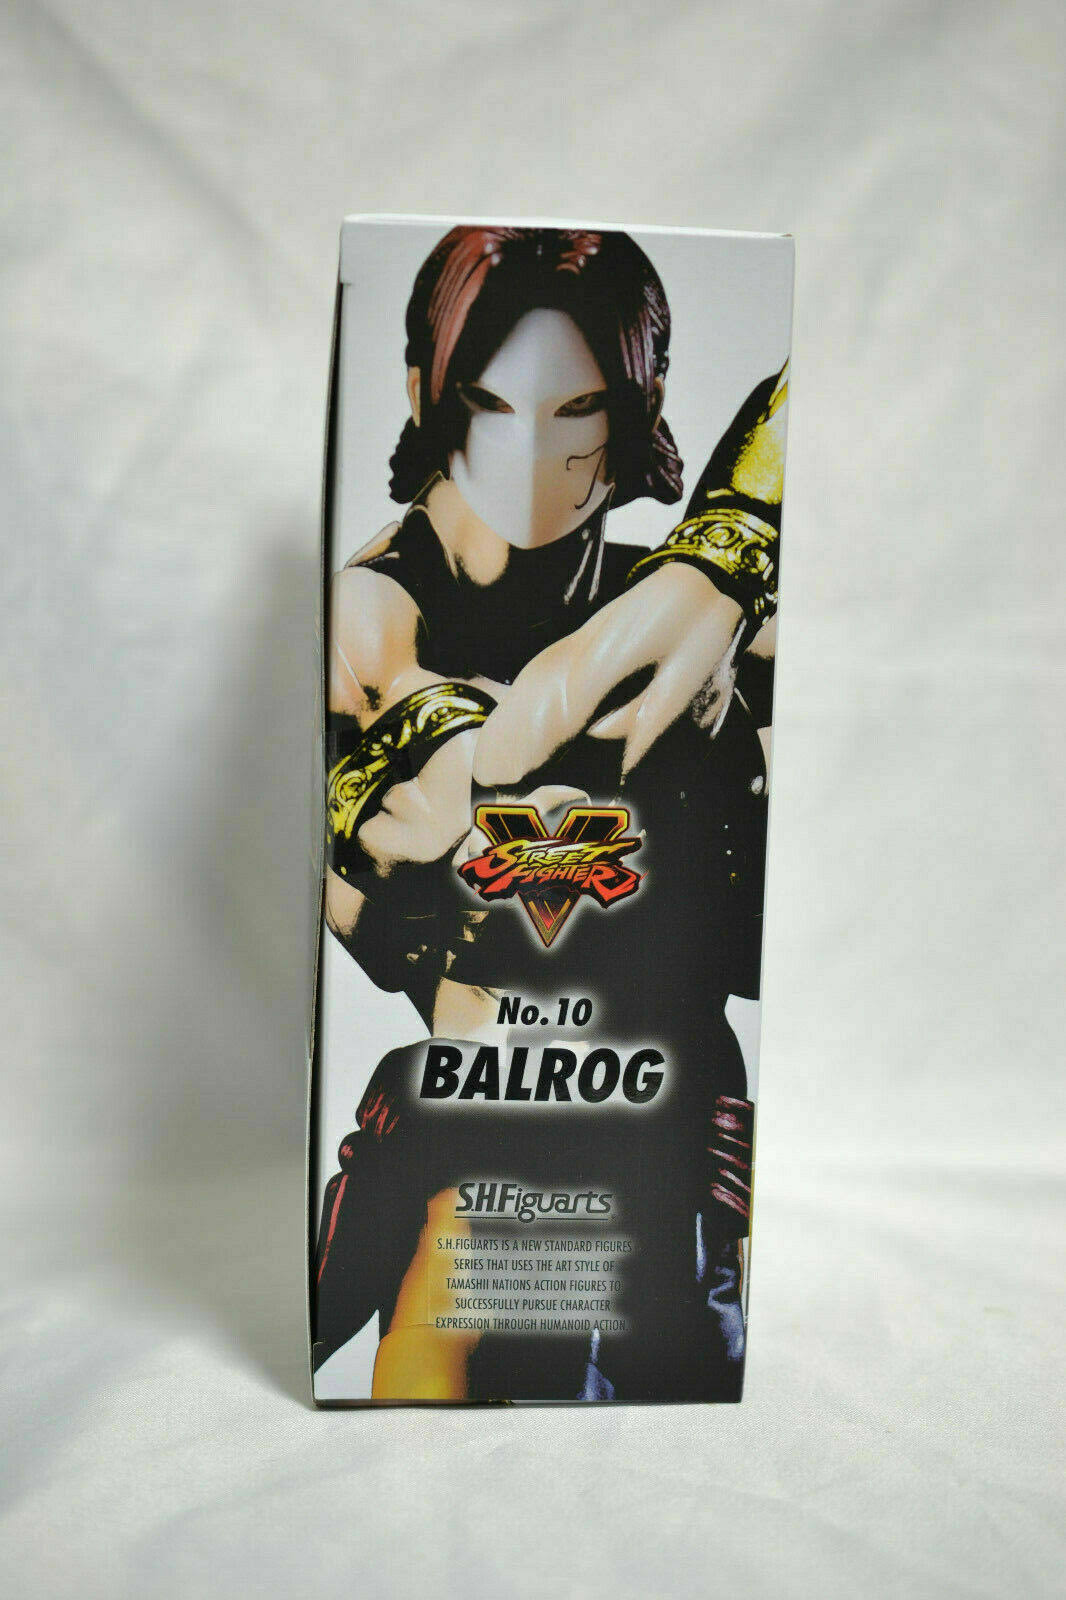 STREET
FIGHTER
V
No.10
BALROG
S.H.Figuarts
S.H.FIGUARTS IS A NEW STANDARD FIGURES
SERIES THAT USES THE ART STYLE OF
TAMASHII NATIONS ACTION FIGURES TO
SUCCESSFULLY PURSUE CHARACTER
EXPRESSION THROUGH HUMANOID ACTION.